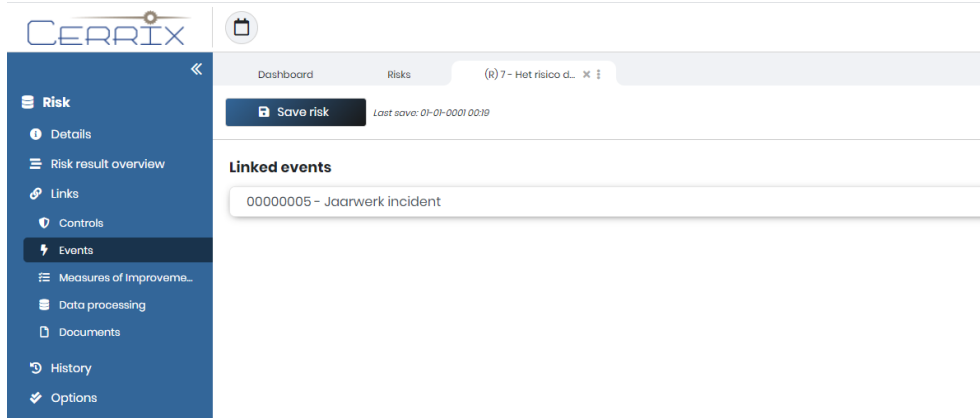 CERRIX
Dashboard
Risks
(R) 7 - Het risico d...
Risk
Save risk
Last save: 01-01-0001 00:19
Details
Risk result overview
Linked events
Links
00000005 - Jaarwerk incident
Controls
Events
Measures of Improveme...
Data processing
Documents
History
Options